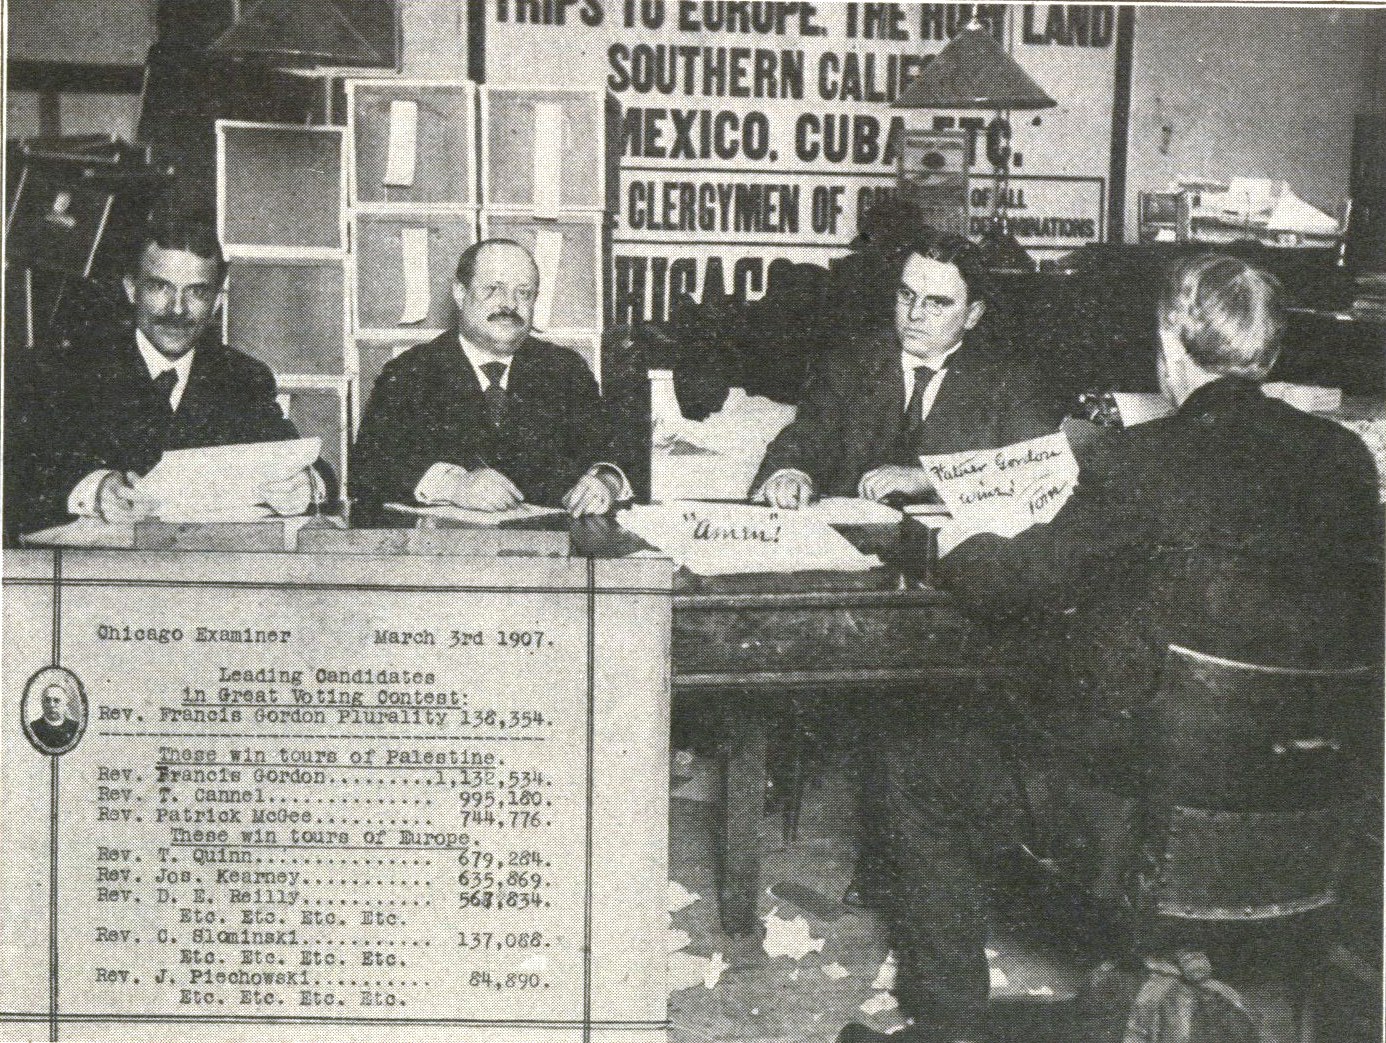 TRIPS TO EUROPE. THE HOLY LAND
SOUTHERN CALIF
MEXICO. CUBA ETC.
CLERGYMEN OF
OF ALL
DENOMINATIONS
CHICAGO
Father Gordon
wins!
Tom
"Amen"!
Chicago Examiner March 3rd 1907.
Leading Candidates
in Great Voting Contest:
Rev. Francis Gordon Plurality 138,354.
These win tours of Palestine.
Rev. Francis Gordon.........1,132,534.
Rev. T. Cannel.............. 995,180.
Rev. Patrick McGee.......... 744,776.
These win tours of Europe.
Rev. T. Quinn............... 679,284.
Rev. Jos. Kearney........... 635,869.
Rev. D. E. Reilly........... 567,834.
Etc. Etc. Etc. Etc.
Rev. C. Slominski........... 137,088.
Etc. Etc. Etc. Etc.
Rev. J. Piechowski.......... 84,890.
Etc. Etc. Etc. Etc.